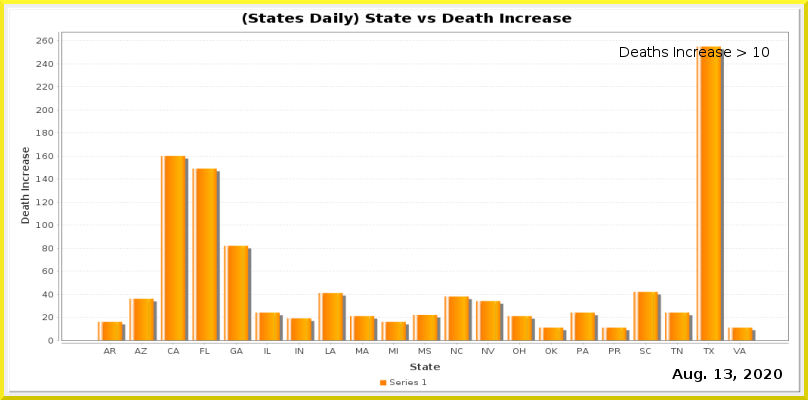 (States Daily) State vs Death Increase
Deaths Increase > 10
260
240
220
200
180
160
140
120
100
80
60
40
20
0
Death Increase
AR AZ CA FL GA IL IN LA MA MI MS NC NV OH OK PA PR SC TN TX VA
State
Aug. 13, 2020
Series 1